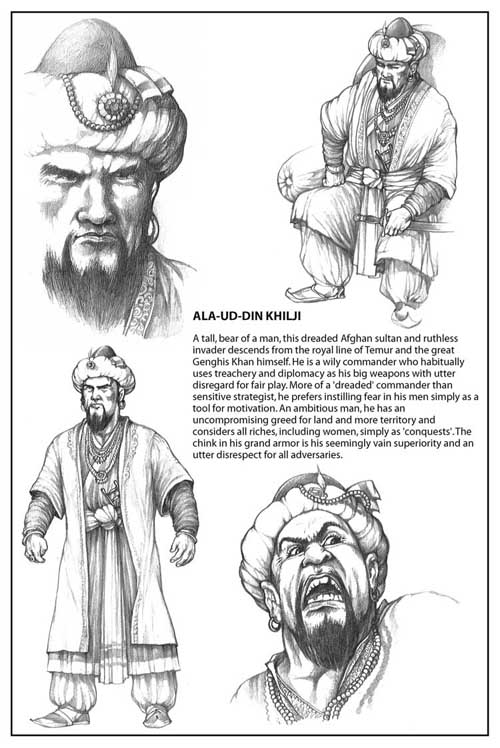 ALA-UD-DIN KHILJI
A tall, bear of a man, this dreaded Afghan sultan and ruthless
invader descends from the royal line of Temur and the great
Genghis Khan himself. He is a wily commander who habitually
uses treachery and diplomacy as his big weapons with utter
disregard for fair play. More of a 'dreaded' commander than
sensitive strategist, he prefers instilling fear in his men simply as a
tool for motivation. An ambitious man, he has an
uncompromising greed for land and more territory and
considers all riches, including women, simply as 'conquests'. The
chink in his grand armor is his seemingly vain superiority and an
utter disrespect for all adversaries.